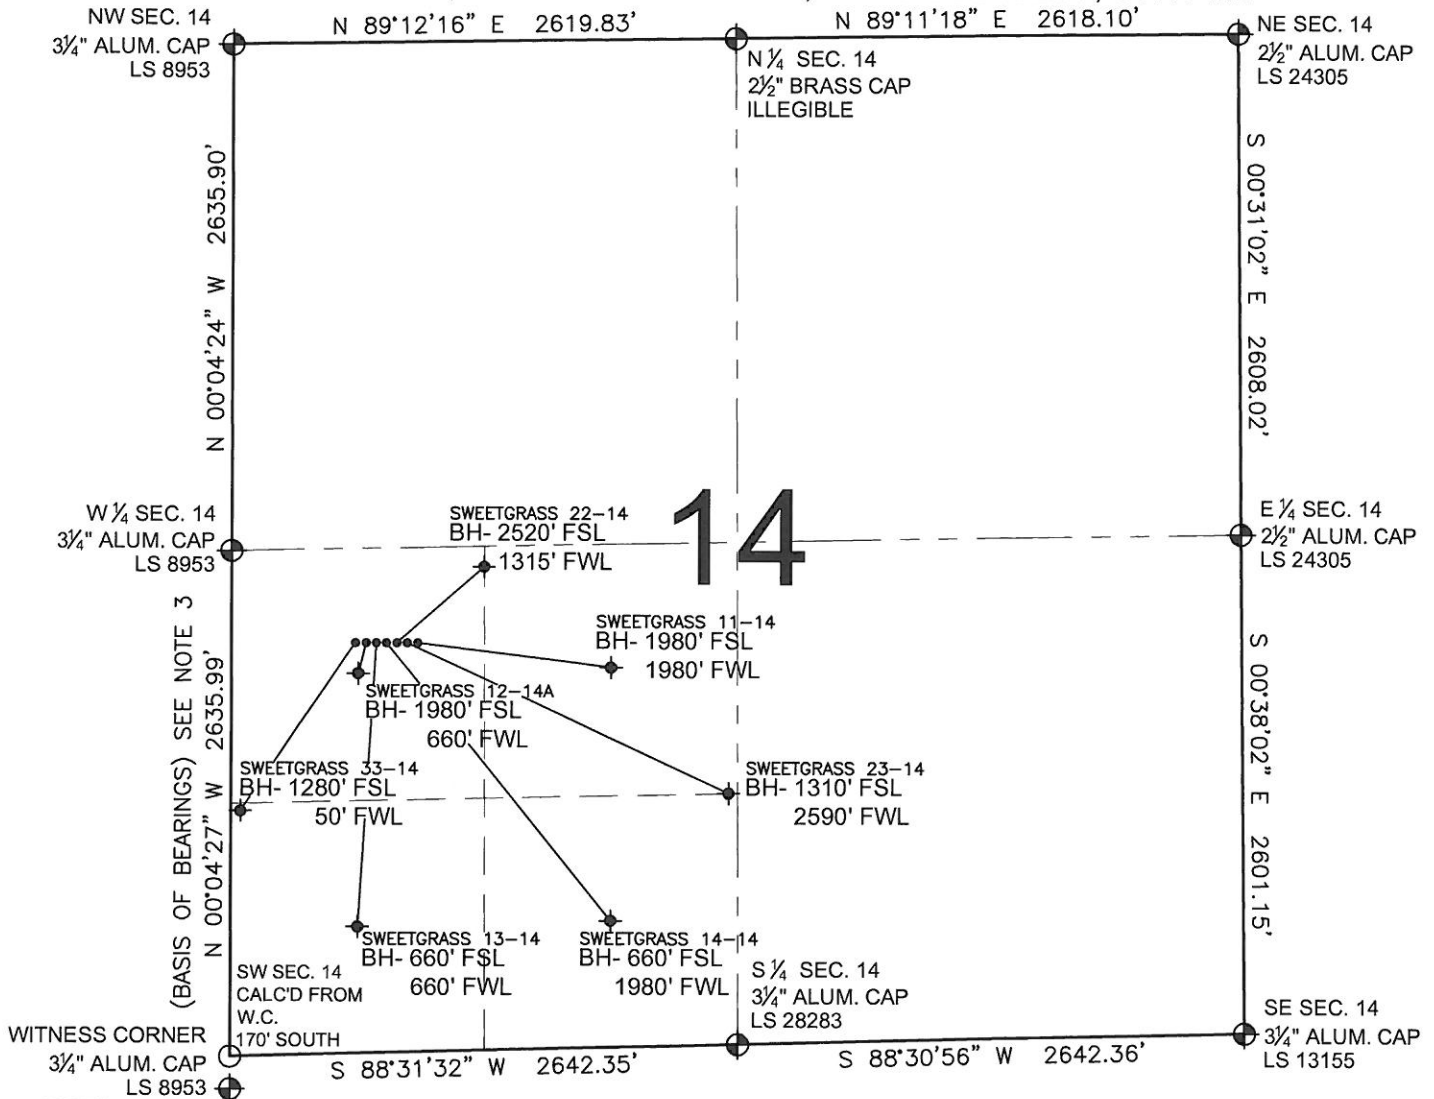 NW SEC. 14
3¼" ALUM. CAP
LS 8953
N 89°12'16" E 2619.83'
N 89°11'18" E 2618.10'
NE SEC. 14
2½" ALUM. CAP
LS 24305
N ¼ SEC. 14
2½" BRASS CAP
ILLEGIBLE
N 00°04'24" W 2635.90'
S 00°31'02" E 2608.02'
W ¼ SEC. 14
3¼" ALUM. CAP
LS 8953
SWEETGRASS 22-14
BH- 2520' FSL
1315' FWL
14
E ¼ SEC. 14
2½" ALUM. CAP
LS 24305
SWEETGRASS 11-14
BH- 1980' FSL
1980' FWL
SWEETGRASS 12-14A
BH- 1980' FSL
660' FWL
SWEETGRASS 33-14
BH- 1280' FSL
50' FWL
SWEETGRASS 23-14
BH- 1310' FSL
2590' FWL
(BASIS OF BEARINGS) SEE NOTE 3
N 00°04'27" W 2635.99'
S 00°38'02" E 2601.15'
SWEETGRASS 13-14
BH- 660' FSL
660' FWL
SWEETGRASS 14-14
BH- 660' FSL
1980' FWL
SW SEC. 14
CALC'D FROM
W.C.
170' SOUTH
S ¼ SEC. 14
3¼" ALUM. CAP
LS 28283
WITNESS CORNER
3¼" ALUM. CAP
LS 8953
S 88°31'32" W 2642.35'
S 88°30'56" W 2642.36'
SE SEC. 14
3¼" ALUM. CAP
LS 13155